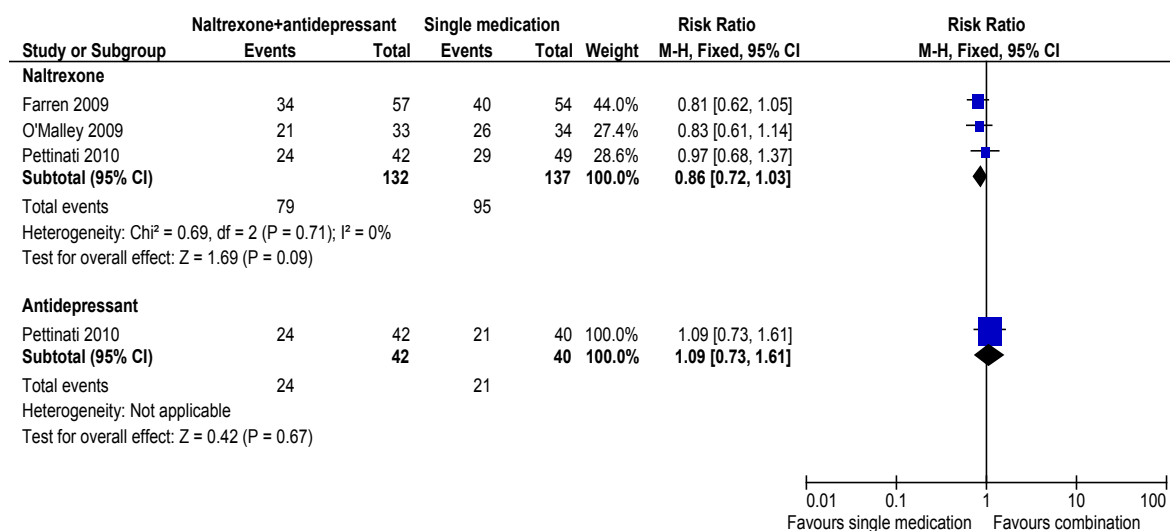 Naltrexone+antidepressant Single medication Risk Ratio Risk Ratio
Study or Subgroup Events Total Events Total Weight M-H, Fixed, 95% CI M-H, Fixed, 95% CI
Naltrexone
Farren 2009 34 57 40 54 44.0% 0.81 [0.62, 1.05]
O'Malley 2009 21 33 26 34 27.4% 0.83 [0.61, 1.14]
Pettinati 2010 24 42 29 49 28.6% 0.97 [0.68, 1.37]
Subtotal (95% CI) 132 137 100.0% 0.86 [0.72, 1.03]
Total events 79 95
Heterogeneity: Chi² = 0.69, df = 2 (P = 0.71); I² = 0%
Test for overall effect: Z = 1.69 (P = 0.09)
Antidepressant
Pettinati 2010 24 42 21 40 100.0% 1.09 [0.73, 1.61]
Subtotal (95% CI) 42 40 100.0% 1.09 [0.73, 1.61]
Total events 24 21
Heterogeneity: Not applicable
Test for overall effect: Z = 0.42 (P = 0.67)
0.01 0.1 1 10 100
Favours single medication Favours combination